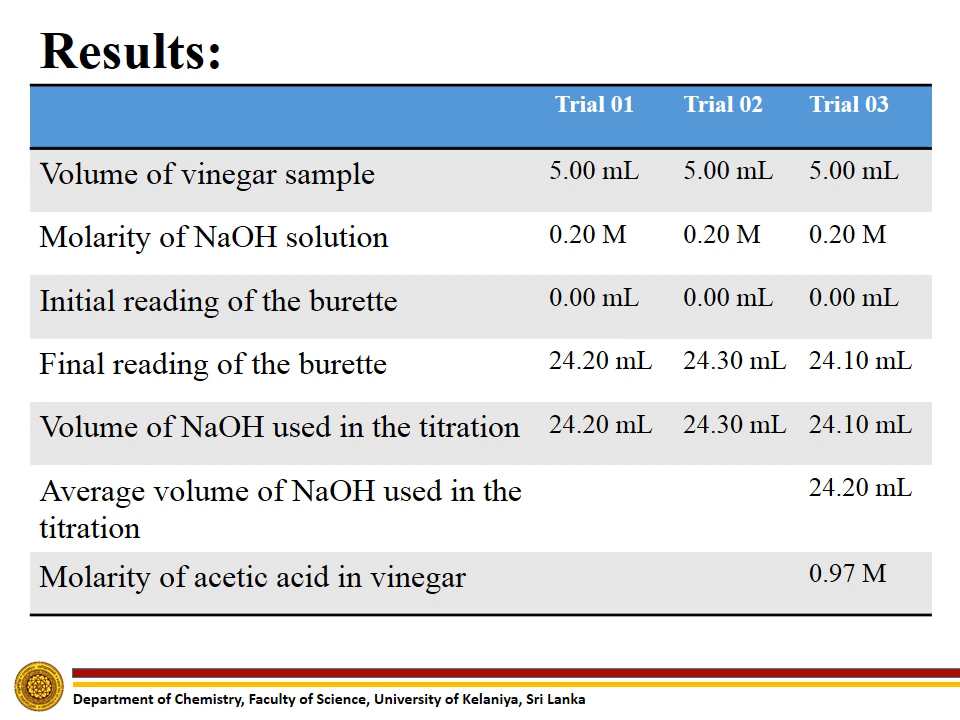 Results:
Trial 01 Trial 02 Trial 03
Volume of vinegar sample 5.00 mL 5.00 mL 5.00 mL
Molarity of NaOH solution 0.20 M 0.20 M 0.20 M
Initial reading of the burette 0.00 mL 0.00 mL 0.00 mL
Final reading of the burette 24.20 mL 24.30 mL 24.10 mL
Volume of NaOH used in the titration 24.20 mL 24.30 mL 24.10 mL
Average volume of NaOH used in the 24.20 mL
titration
Molarity of acetic acid in vinegar 0.97 M
Department of Chemistry, Faculty of Science, University of Kelaniya, Sri Lanka